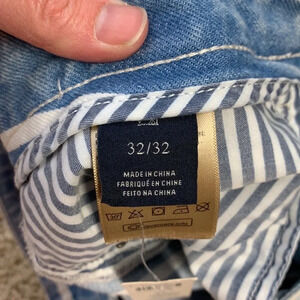 32/32
MADE IN CHINA
FABRIQUÉ EN CHINE
FEITO NA CHINA